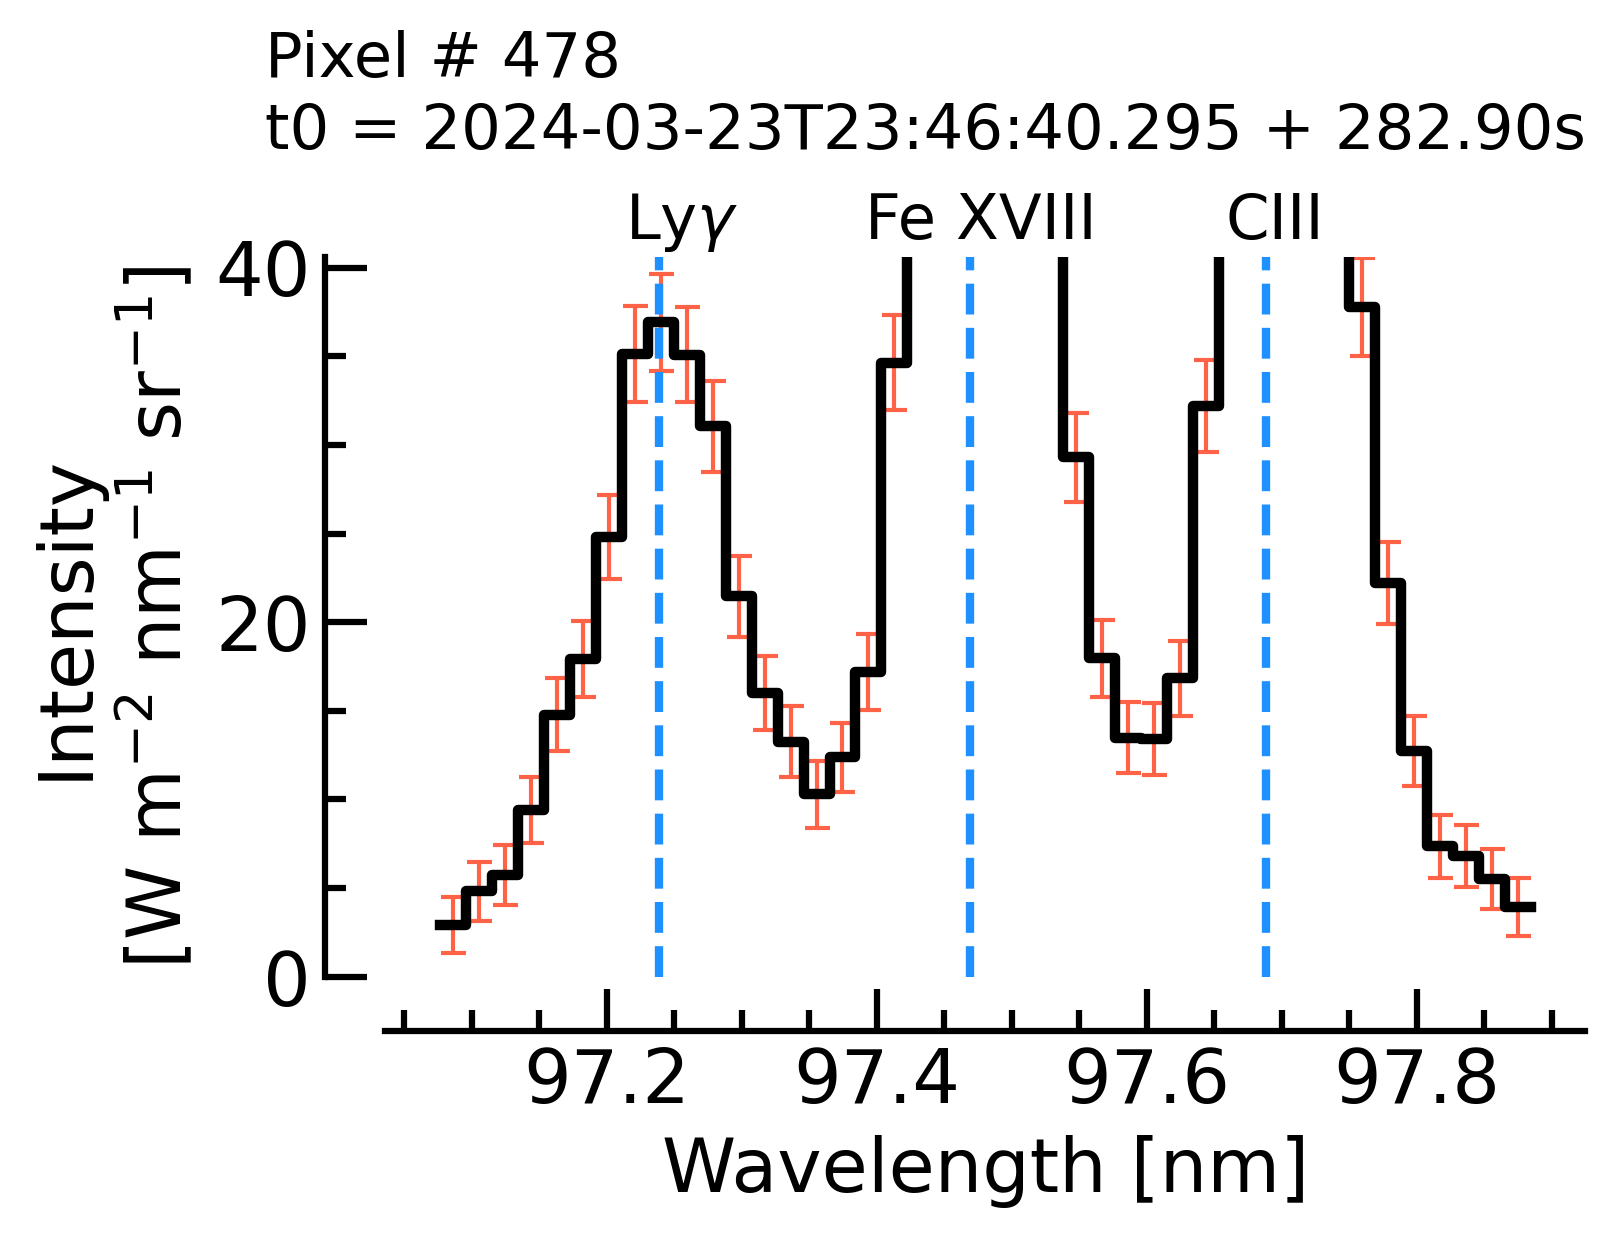 Pixel # 478
t0 = 2024-03-23T23:46:40.295 + 282.90s
Lyγ Fe XVIII CIII
40
20
0
Intensity
[W m⁻² nm⁻¹ sr⁻¹]
97.2 97.4 97.6 97.8
Wavelength [nm]